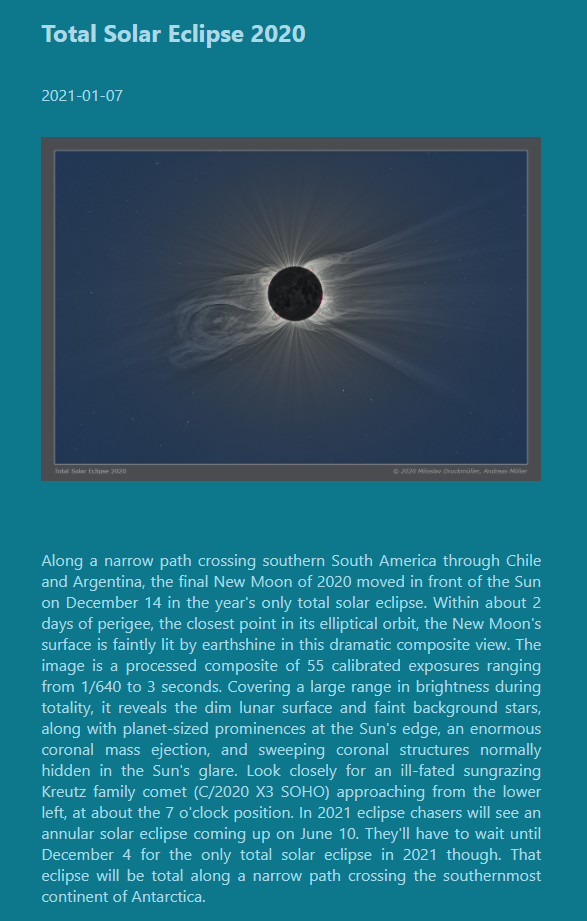 Total Solar Eclipse 2020
2021-01-07
Total Solar Eclipse 2020
© 2020 Miloslav Druckmüller, Andreas Möller
Along a narrow path crossing southern South America through Chile
and Argentina, the final New Moon of 2020 moved in front of the Sun
on December 14 in the year's only total solar eclipse. Within about 2
days of perigee, the closest point in its elliptical orbit, the New Moon's
surface is faintly lit by earthshine in this dramatic composite view. The
image is a processed composite of 55 calibrated exposures ranging
from 1/640 to 3 seconds. Covering a large range in brightness during
totality, it reveals the dim lunar surface and faint background stars,
along with planet-sized prominences at the Sun's edge, an enormous
coronal mass ejection, and sweeping coronal structures normally
hidden in the Sun's glare. Look closely for an ill-fated sungrazing
Kreutz family comet (C/2020 X3 SOHO) approaching from the lower
left, at about the 7 o'clock position. In 2021 eclipse chasers will see an
annular solar eclipse coming up on June 10. They'll have to wait until
December 4 for the only total solar eclipse in 2021 though. That
eclipse will be total along a narrow path crossing the southernmost
continent of Antarctica.